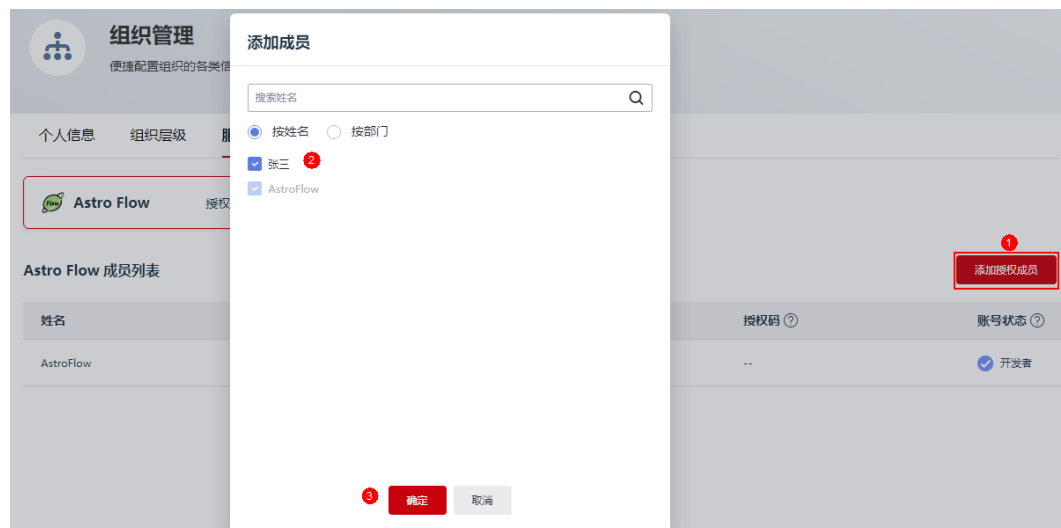 组织管理
便捷配置组织的各类信
添加成员
搜索姓名
按姓名 按部门
张三 2
AstroFlow
个人信息 组织层级
Flow Astro Flow 授权
1
添加授权成员
Astro Flow 成员列表
姓名 授权码 ? 账号状态 ?
AstroFlow -- 开发者
3 确定 取消